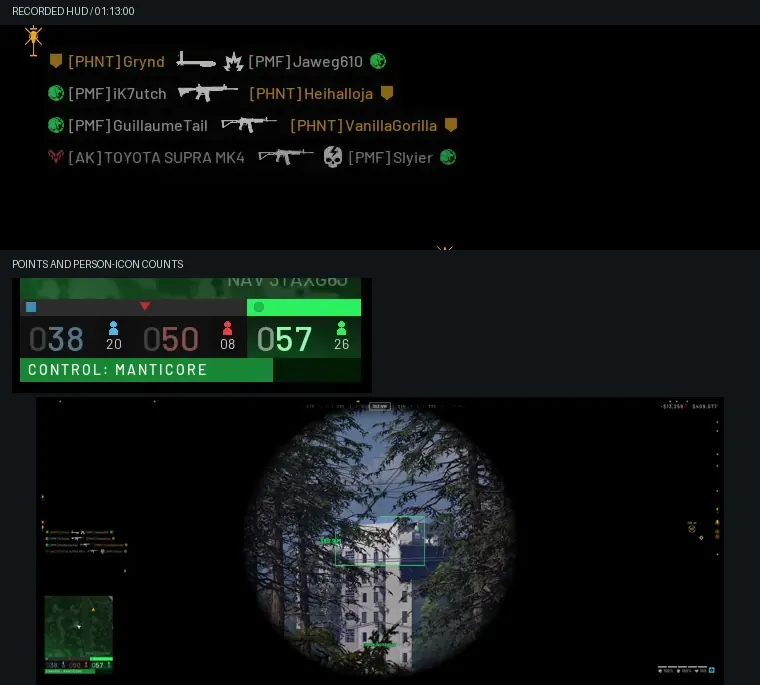 RECORDED HUD / 01:13:00
[PHNT] Grynd [PMF] Jaweg610
[PMF] iK7utch [PHNT] Heihalloja
[PMF] GuillaumeTail [PHNT] VanillaGorilla
[AK] TOYOTA SUPRA MK4 [PMF] Slyier
POINTS AND PERSON-ICON COUNTS
038 20 050 08 057 26
CONTROL: MANTICORE